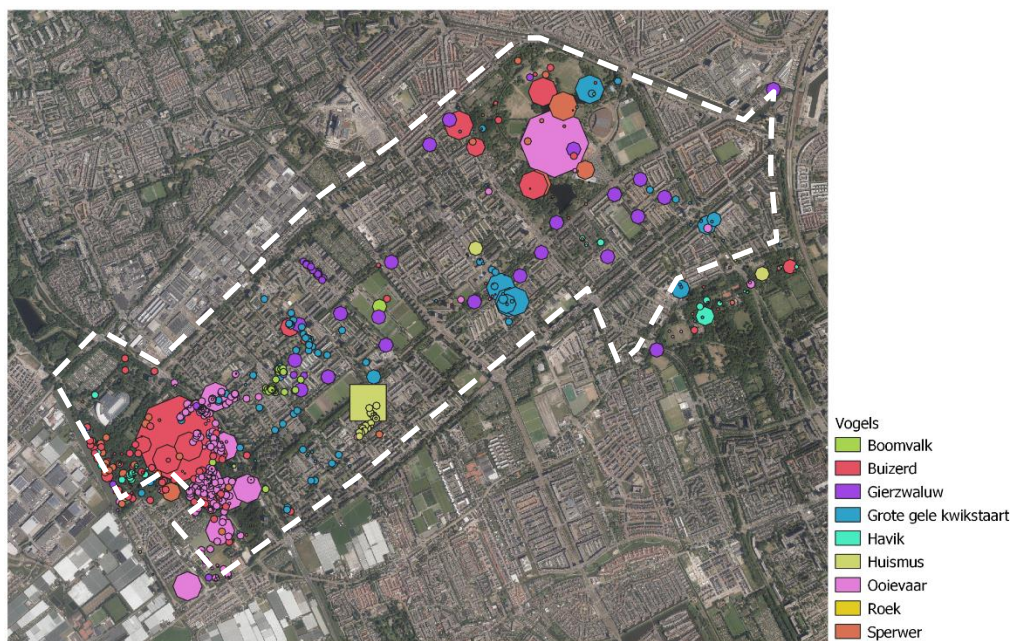 Vogels
Boomvalk
Buizerd
Gierzwaluw
Grote gele kwikstaart
Havik
Huismus
Ooievaar
Roek
Sperwer